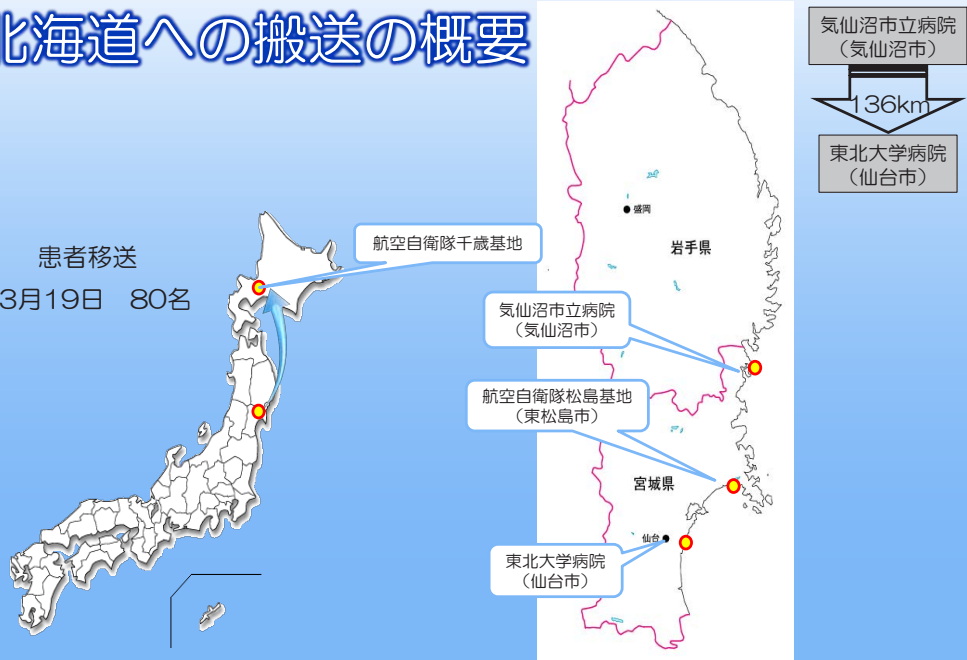 北海道への搬送の概要
気仙沼市立病院
（気仙沼市）
136km
東北大学病院
（仙台市）
患者移送
3月19日　80名
航空自衛隊千歳基地
盛岡
岩手県
気仙沼市立病院
（気仙沼市）
航空自衛隊松島基地
（東松島市）
宮城県
仙台
東北大学病院
（仙台市）